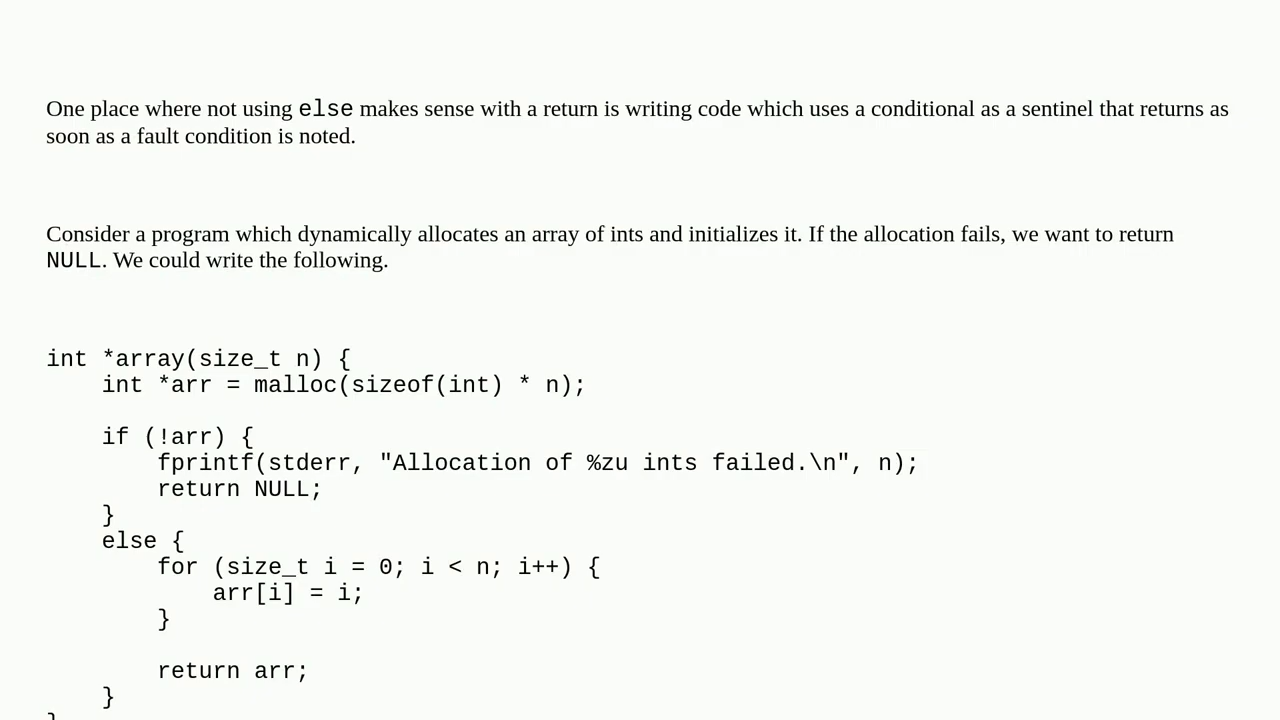 One place where not using else makes sense with a return is writing code which uses a conditional as a sentinel that returns as
soon as a fault condition is noted.
Consider a program which dynamically allocates an array of ints and initializes it. If the allocation fails, we want to return
NULL. We could write the following.
int *array(size_t n) {
    int *arr = malloc(sizeof(int) * n);
    if (!arr) {
        fprintf(stderr, "Allocation of %zu ints failed.\n", n);
        return NULL;
    }
    else {
        for (size_t i = 0; i < n; i++) {
            arr[i] = i;
        }
        return arr;
    }
}